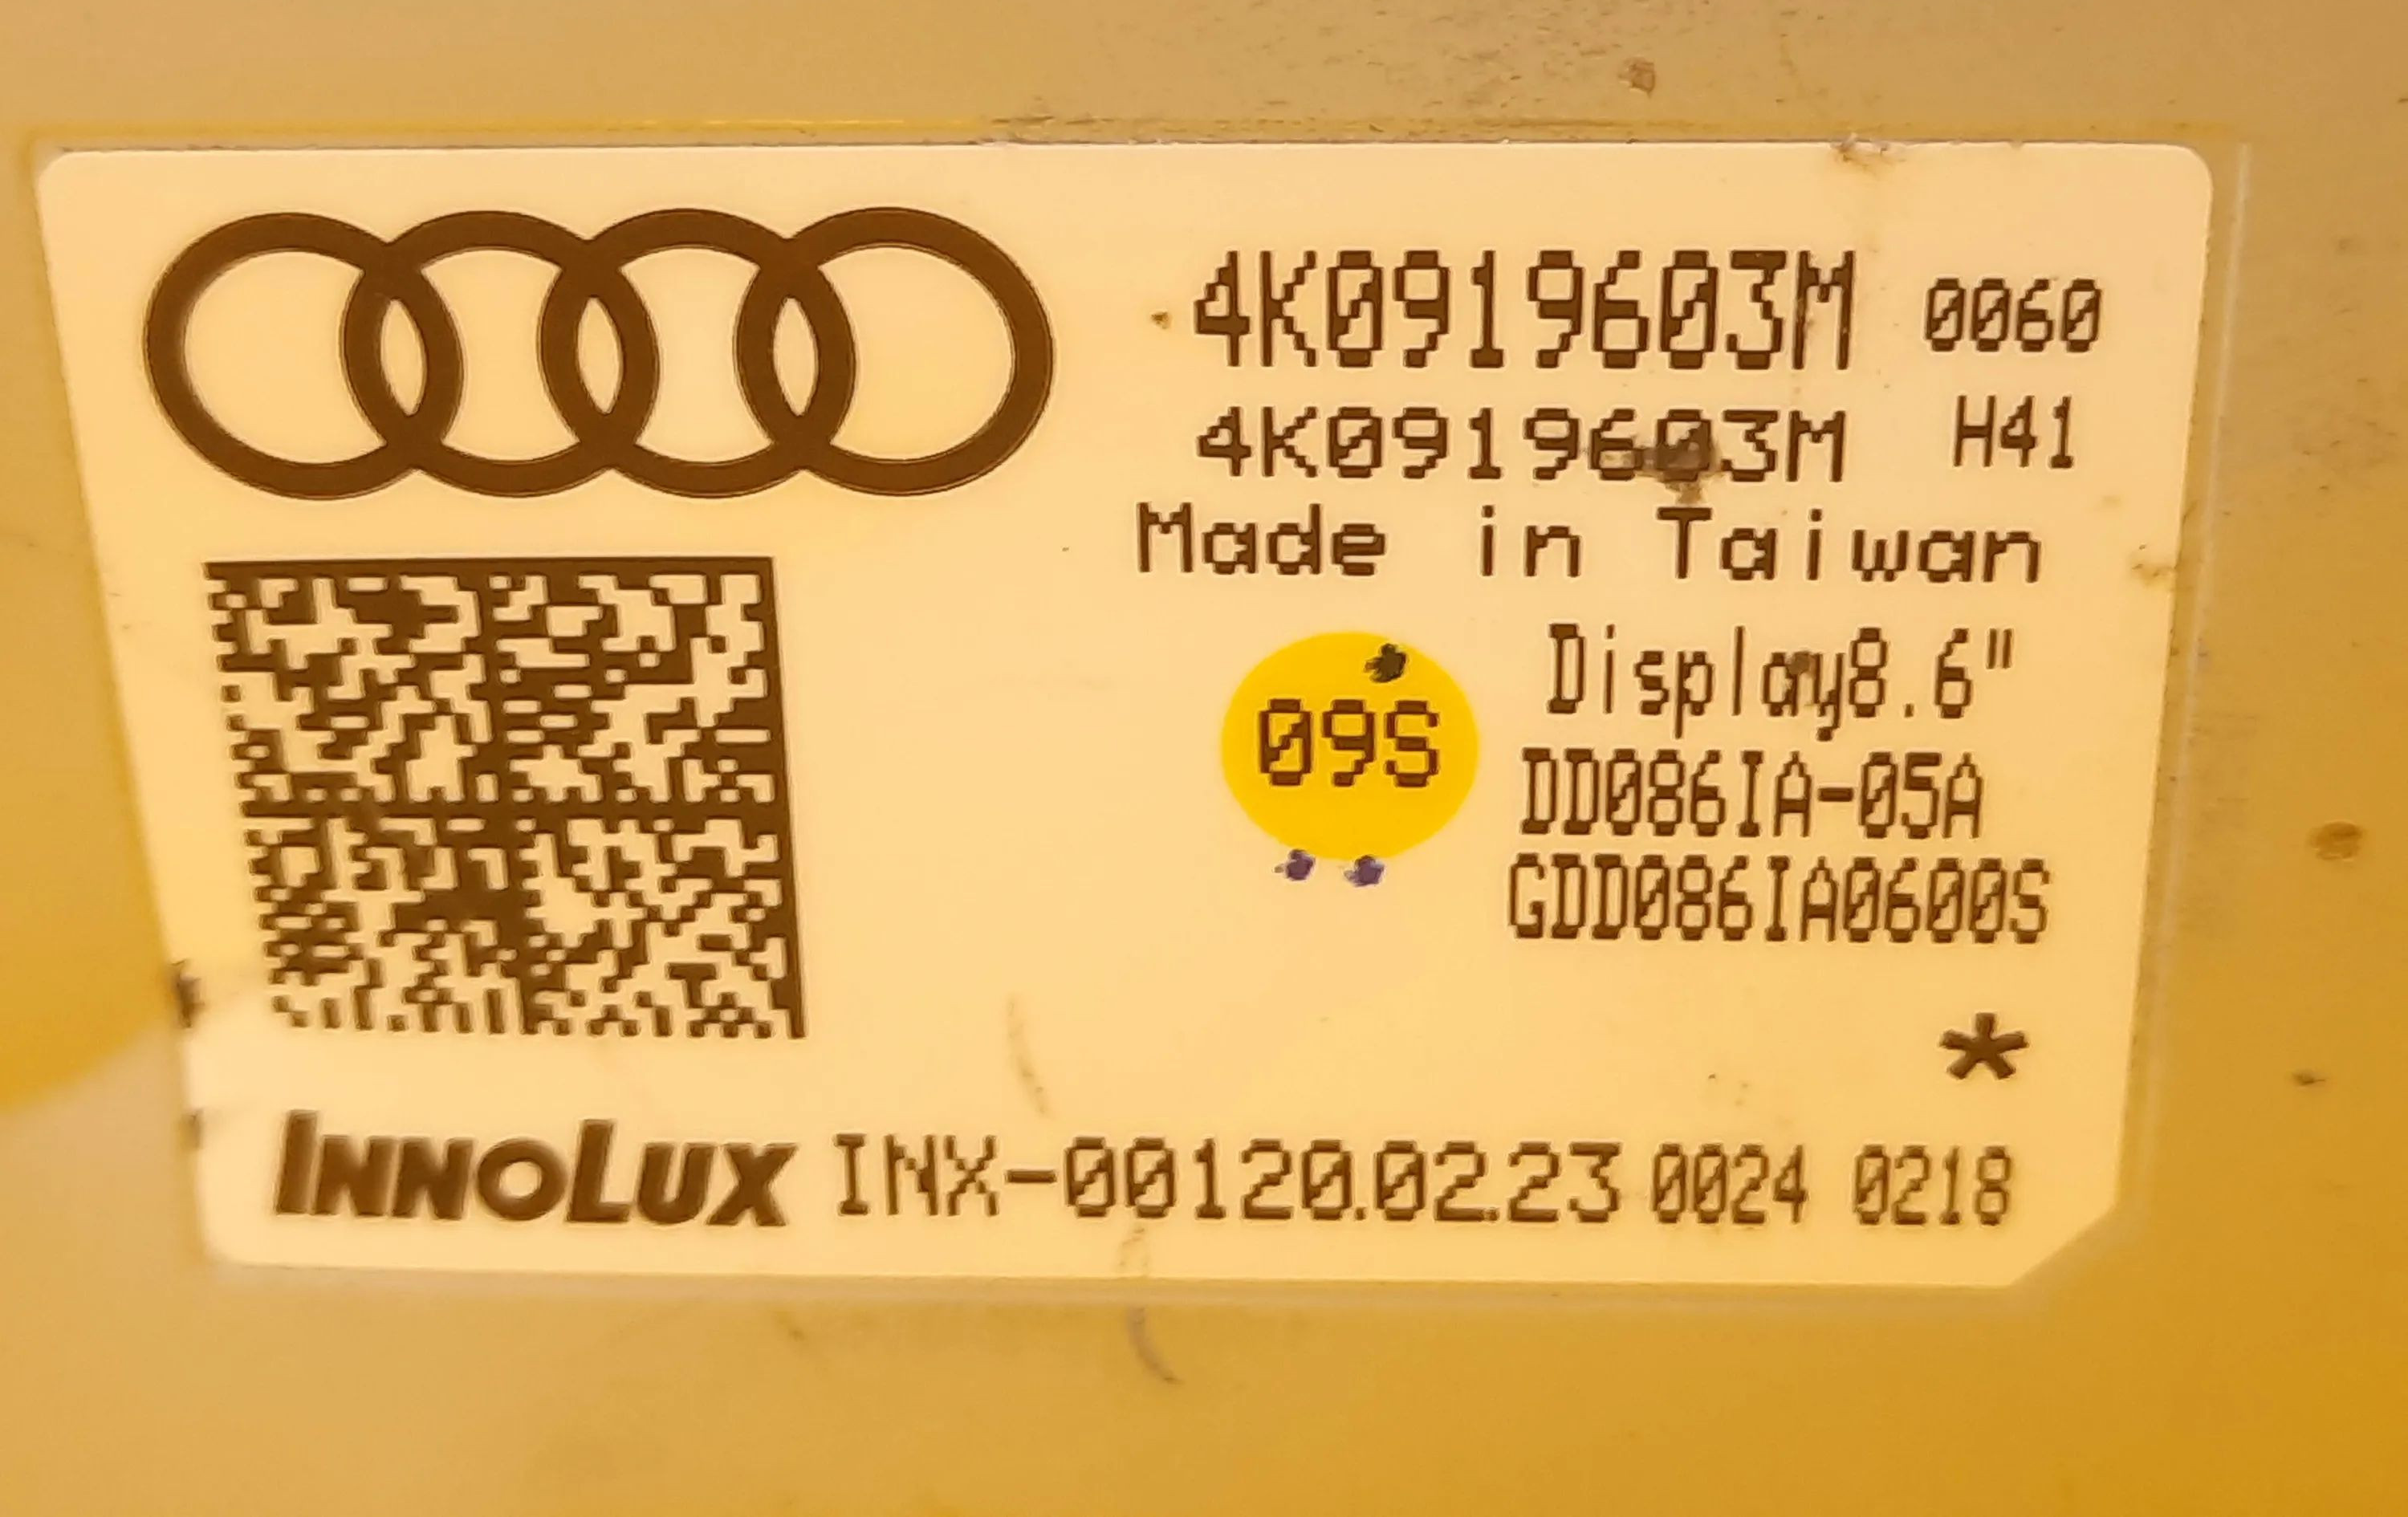 4K0919603M 0060
4K0919603M H41
Made in Taiwan
Display8.6"
09S
DD086IA-05A
GDD086IA0600S
*
INNOLUX INX-00120.02.23 0024 0218